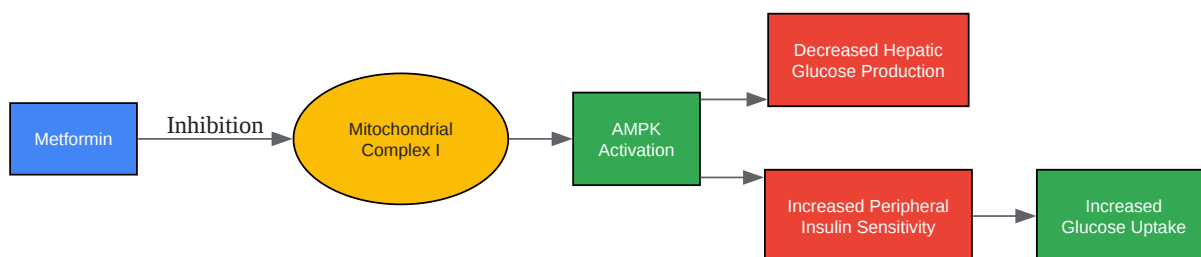 Metformin
Inhibition
Mitochondrial
Complex I
AMPK
Activation
Decreased Hepatic
Glucose Production
Increased Peripheral
Insulin Sensitivity
Increased
Glucose Uptake